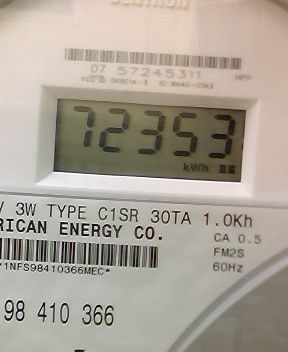 07 57245311
HPP
72353
kWh
V 3W TYPE C1SR 30TA 1.0Kh
RICAN ENERGY CO.
CA 0.5
FM2S
60Hz
*1NFS98410366MEC*
98 410 366